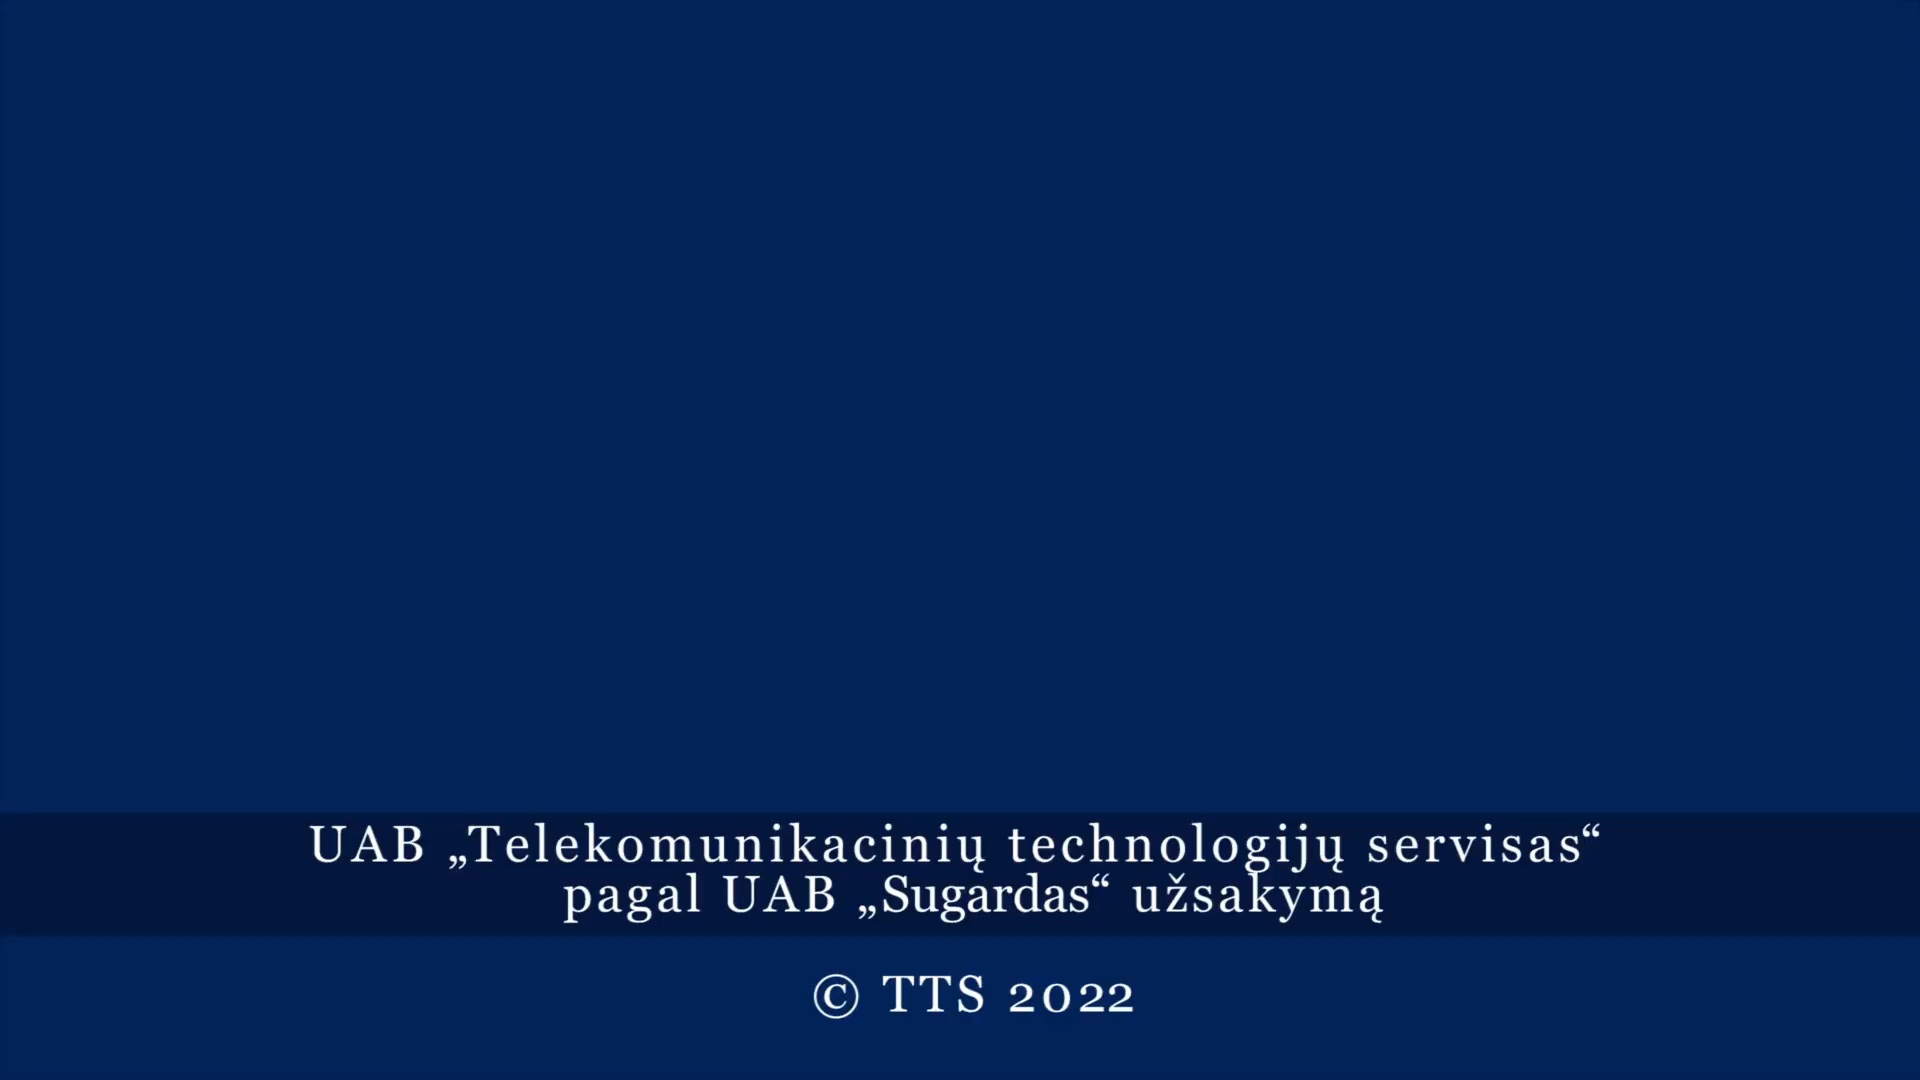 UAB „Telekomunikacinių technologijų servisas“
pagal UAB „Sugardas“ užsakymą
© TTS 2022